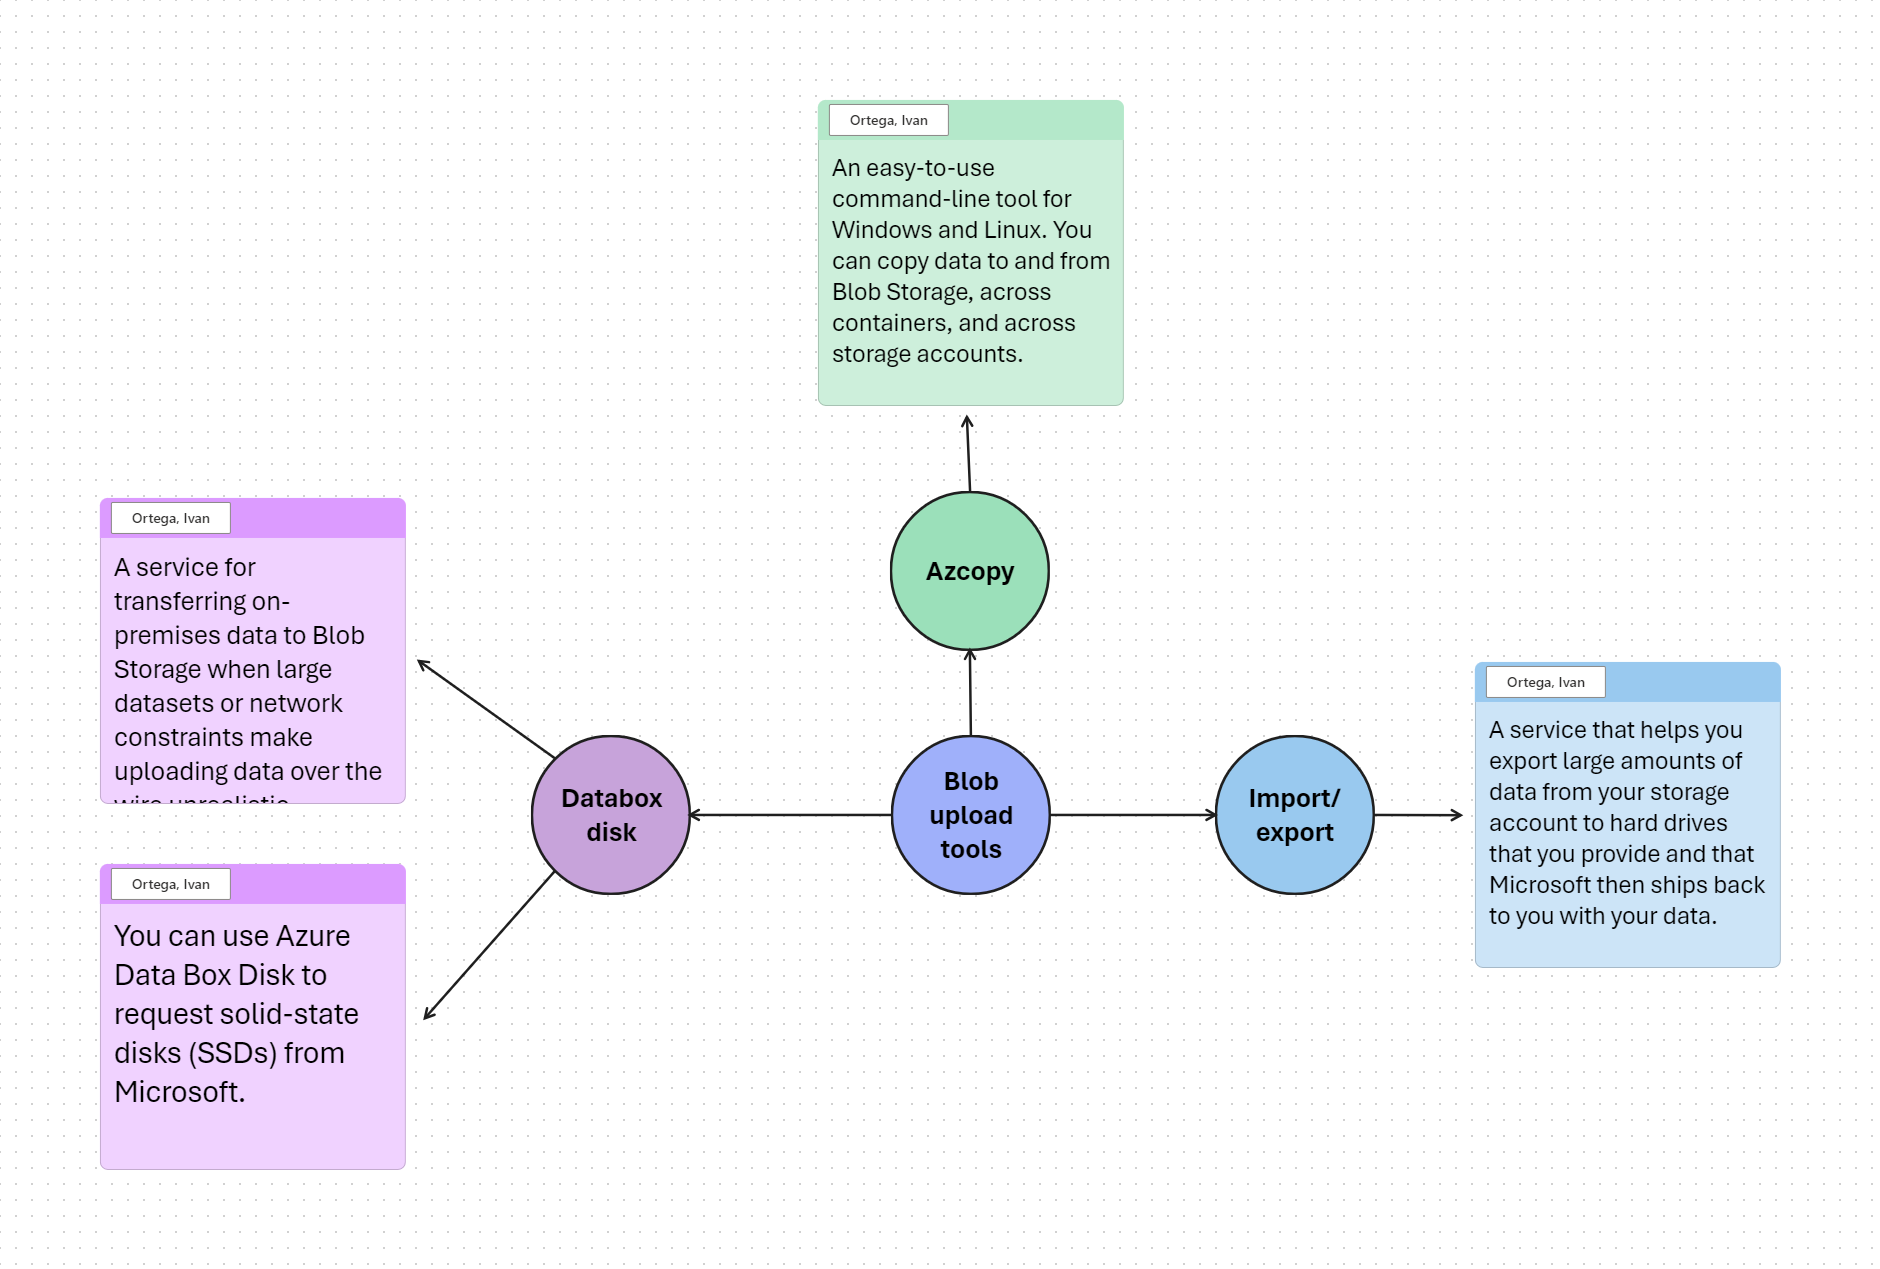 Ortega, Ivan
An easy-to-use
command-line tool for
Windows and Linux. You
can copy data to and from
Blob Storage, across
containers, and across
storage accounts.
Ortega, Ivan
A service for
transferring on-
premises data to Blob
Storage when large
datasets or network
constraints make
uploading data over the
wire unrealistic
Azcopy
Ortega, Ivan
A service that helps you
export large amounts of
data from your storage
account to hard drives
that you provide and that
Microsoft then ships back
to you with your data.
Databox
disk
Blob
upload
tools
Import/
export
Ortega, Ivan
You can use Azure
Data Box Disk to
request solid-state
disks (SSDs) from
Microsoft.